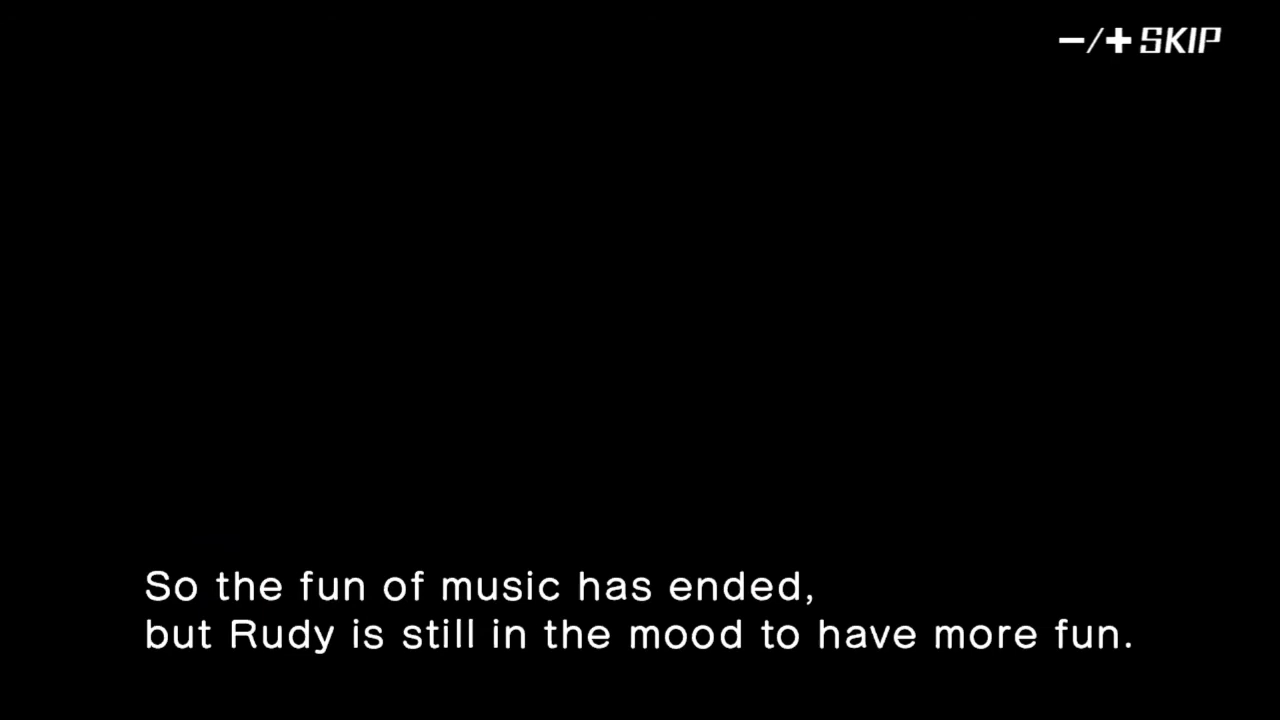 −/+ SKIP
So the fun of music has ended,
but Rudy is still in the mood to have more fun.